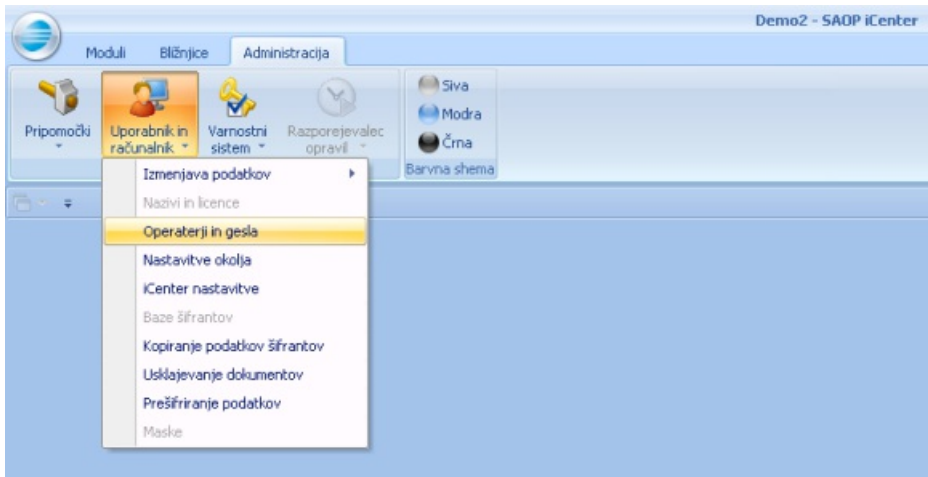 Demo2 - SAOP iCenter
Moduli Bližnjice Administracija
Pripomočki
Uporabnik in računalnik
Varnostni sistem
Razporejevalec opravil
Siva
Modra
Črna
Barvna shema
Izmenjava podatkov
Nazivi in licence
Operaterji in gesla
Nastavitve okolja
iCenter nastavitve
Baze šifrantov
Kopiranje podatkov šifrantov
Usklajevanje dokumentov
Prešifriranje podatkov
Maske